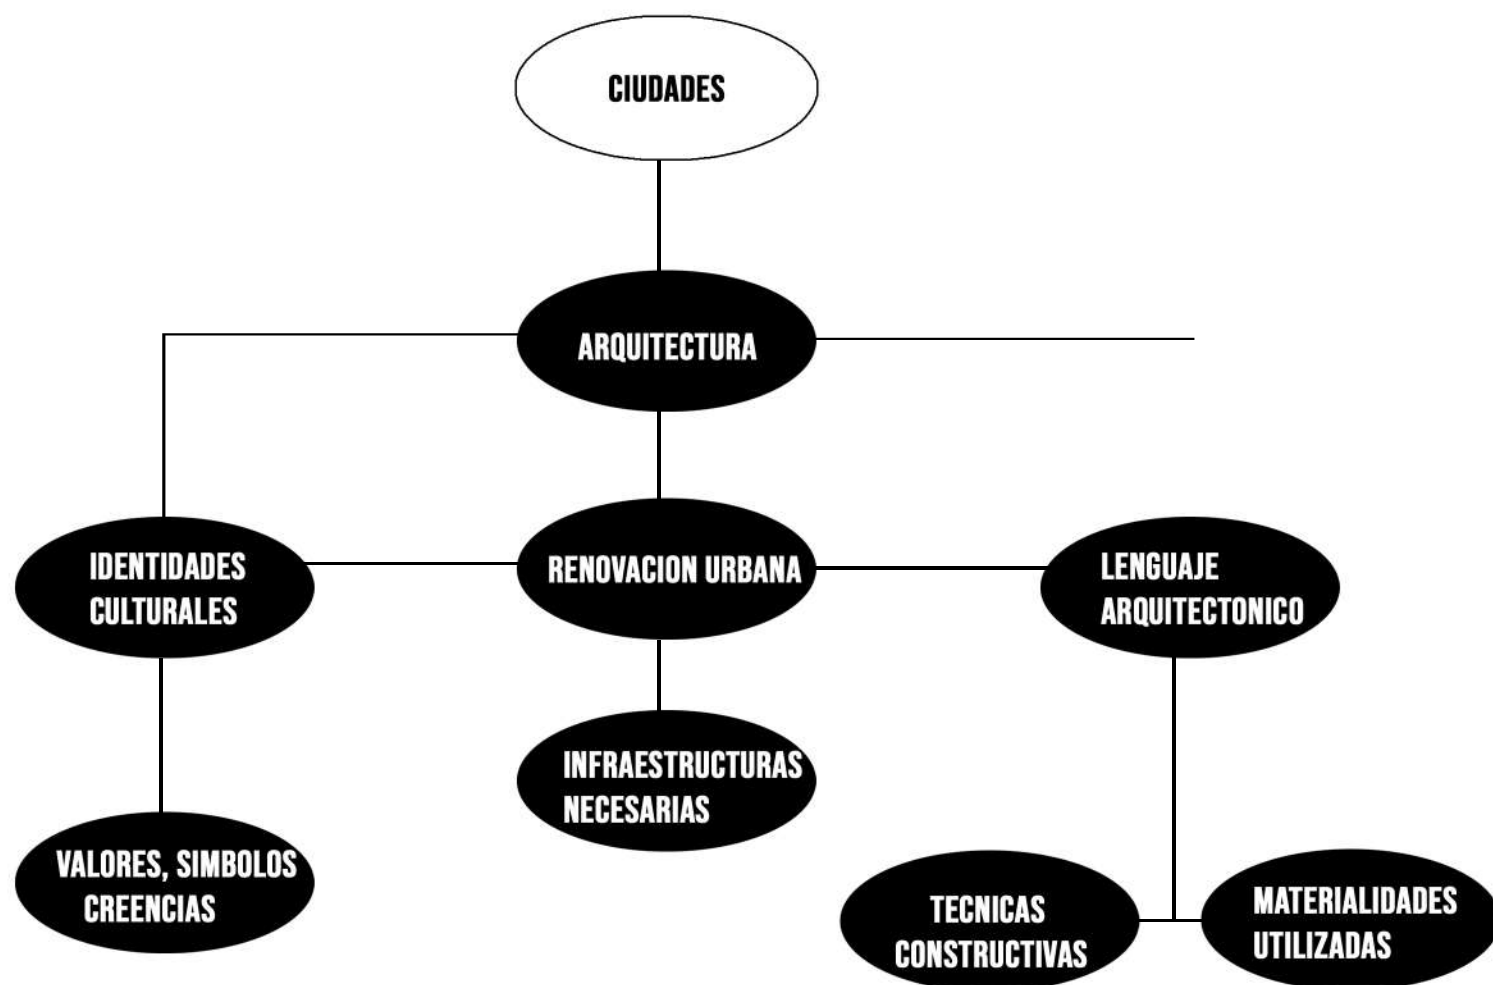 CIUDADES
ARQUITECTURA
IDENTIDADES
CULTURALES
RENOVACION URBANA
LENGUAJE
ARQUITECTONICO
INFRAESTRUCTURAS
NECESARIAS
VALORES, SIMBOLOS
CREENCIAS
TECNICAS
CONSTRUCTIVAS
MATERIALIDADES
UTILIZADAS